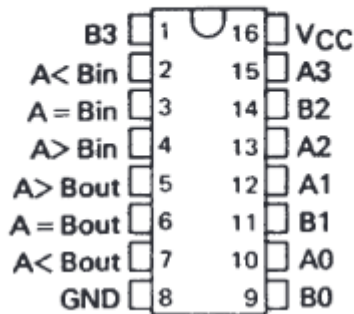 B3 1 16 VCC
A< Bin 2 15 A3
A = Bin 3 14 B2
A> Bin 4 13 A2
A> Bout 5 12 A1
A = Bout 6 11 B1
A< Bout 7 10 A0
GND 8 9 B0